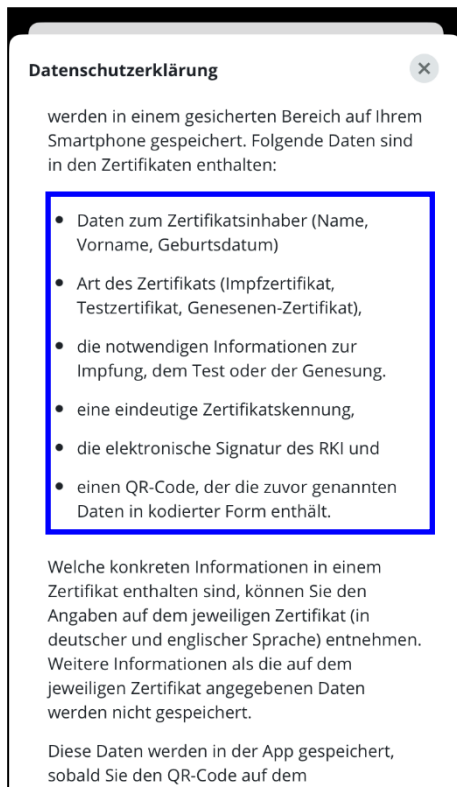 Datenschutzerklärung
werden in einem gesicherten Bereich auf Ihrem
Smartphone gespeichert. Folgende Daten sind
in den Zertifikaten enthalten:
• Daten zum Zertifikatsinhaber (Name,
Vorname, Geburtsdatum)
• Art des Zertifikats (Impfzertifikat,
Testzertifikat, Genesenen-Zertifikat),
• die notwendigen Informationen zur
Impfung, dem Test oder der Genesung.
• eine eindeutige Zertifikatskennung,
• die elektronische Signatur des RKI und
• einen QR-Code, der die zuvor genannten
Daten in kodierter Form enthält.
Welche konkreten Informationen in einem
Zertifikat enthalten sind, können Sie den
Angaben auf dem jeweiligen Zertifikat (in
deutscher und englischer Sprache) entnehmen.
Weitere Informationen als die auf dem
jeweiligen Zertifikat angegebenen Daten
werden nicht gespeichert.
Diese Daten werden in der App gespeichert,
sobald Sie den QR-Code auf dem